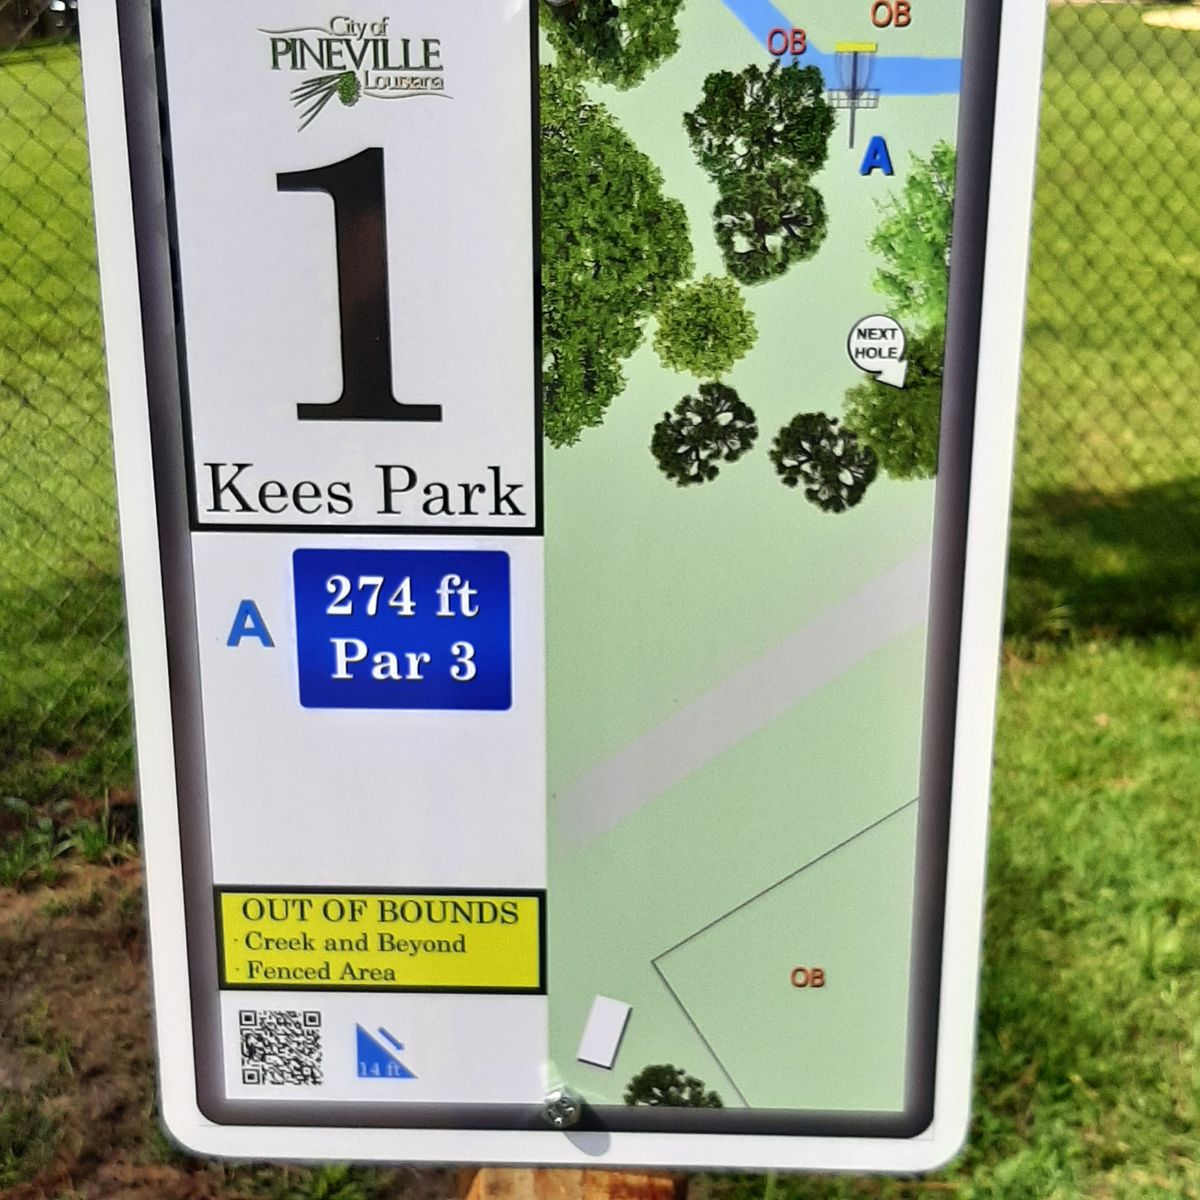 City of
PINEVILLE
Louisiana
1
Kees Park
A
274 ft
Par 3
OUT OF BOUNDS
· Creek and Beyond
· Fenced Area
14 ft
OB
OB
A
NEXT
HOLE
OB